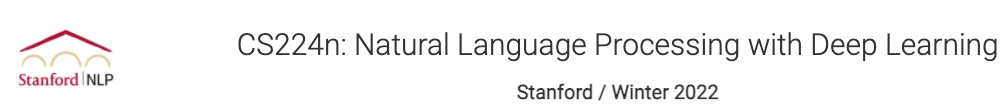 CS224n: Natural Language Processing with Deep Learning
Stanford | NLP
Stanford / Winter 2022